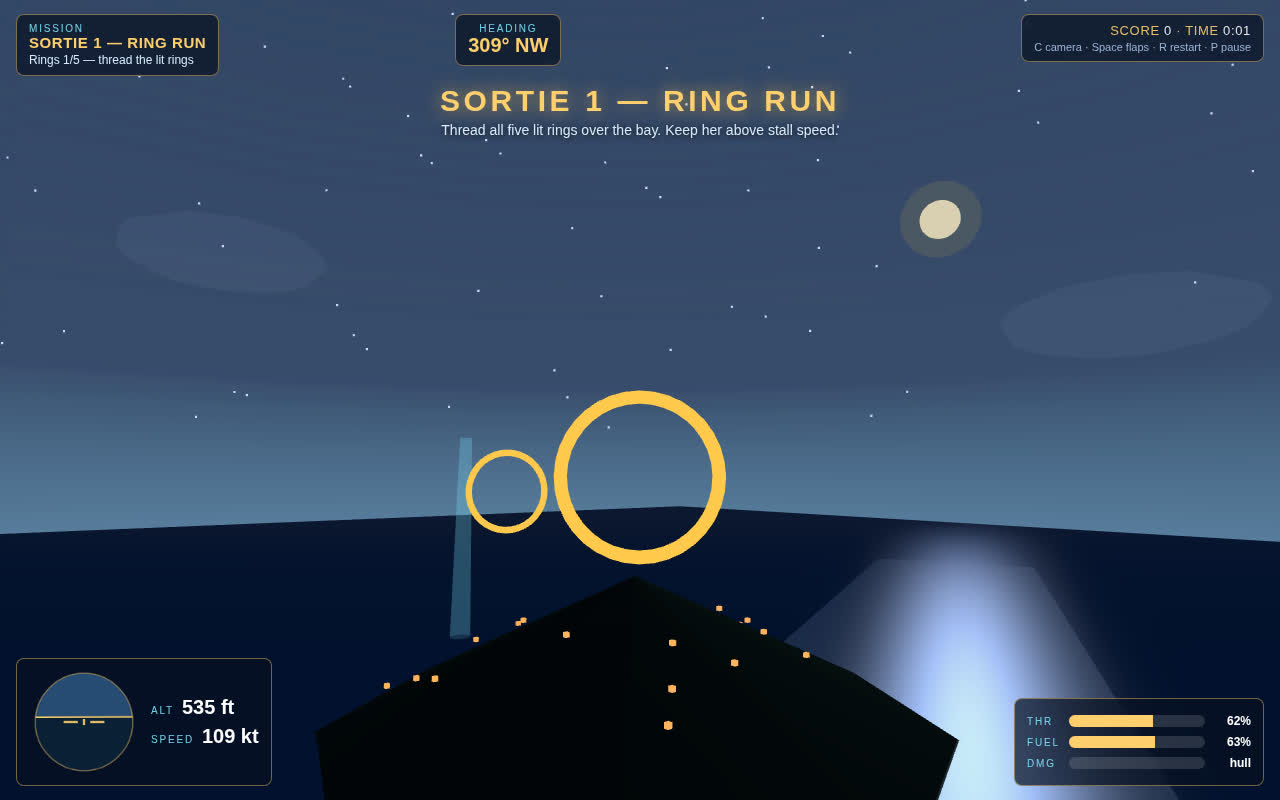 MISSION
SORTIE 1 — RING RUN
Rings 1/5 — thread the lit rings
HEADING
309° NW
SCORE 0 · TIME 0:01
C camera · Space flaps · R restart · P pause
SORTIE 1 — RING RUN
Thread all five lit rings over the bay. Keep her above stall speed.
ALT 535 ft
SPEED 109 kt
THR 62%
FUEL 63%
DMG hull